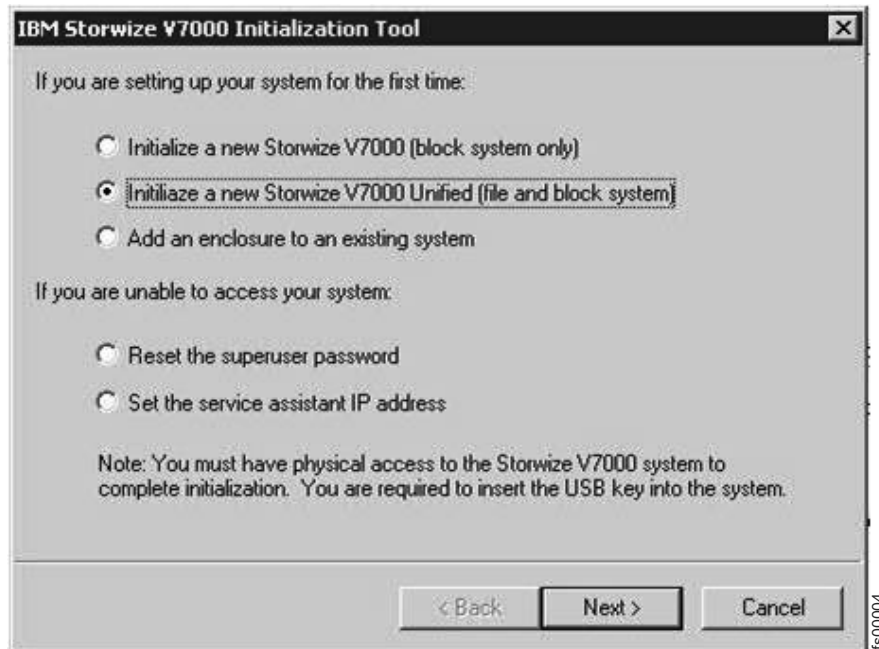 IBM Storwize V7000 Initialization Tool
If you are setting up your system for the first time:
Initialize a new Storwize V7000 (block system only)
Initiliaze a new Storwize V7000 Unified (file and block system)
Add an enclosure to an existing system
If you are unable to access your system:
Reset the superuser password
Set the service assistant IP address
Note: You must have physical access to the Storwize V7000 system to
complete initialization. You are required to insert the USB key into the system.
< Back
Next >
Cancel
ifs00004